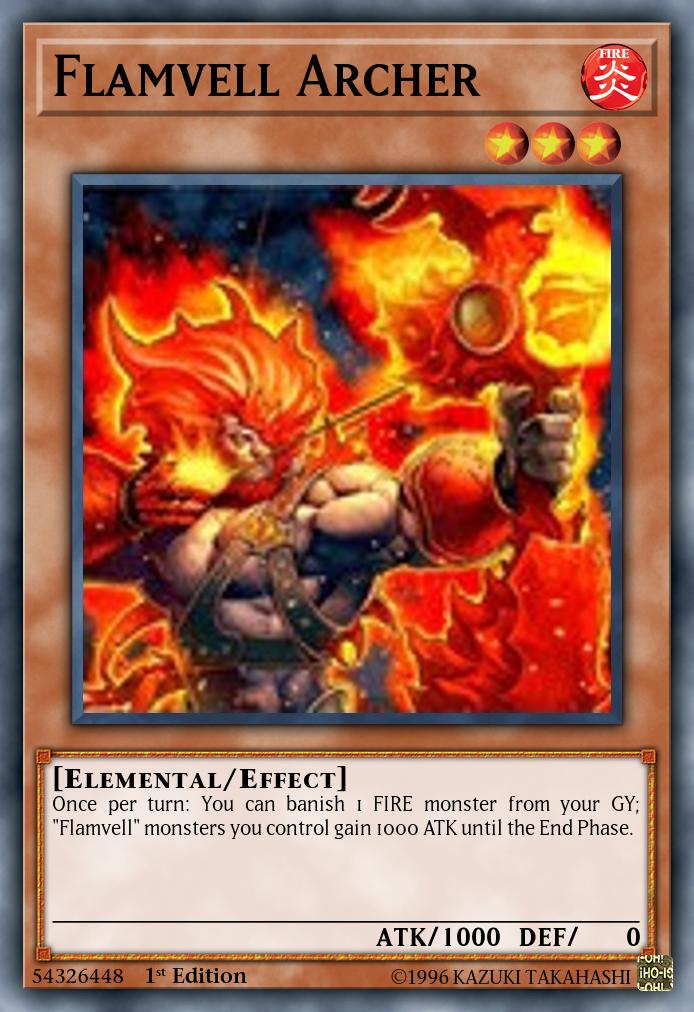 Flamvell Archer
FIRE
炎
[Elemental/Effect]
Once per turn: You can banish 1 FIRE monster from your GY;
"Flamvell" monsters you control gain 1000 ATK until the End Phase.
ATK/1000 DEF/ 0
54326448 1st Edition ©1996 KAZUKI TAKAHASHI